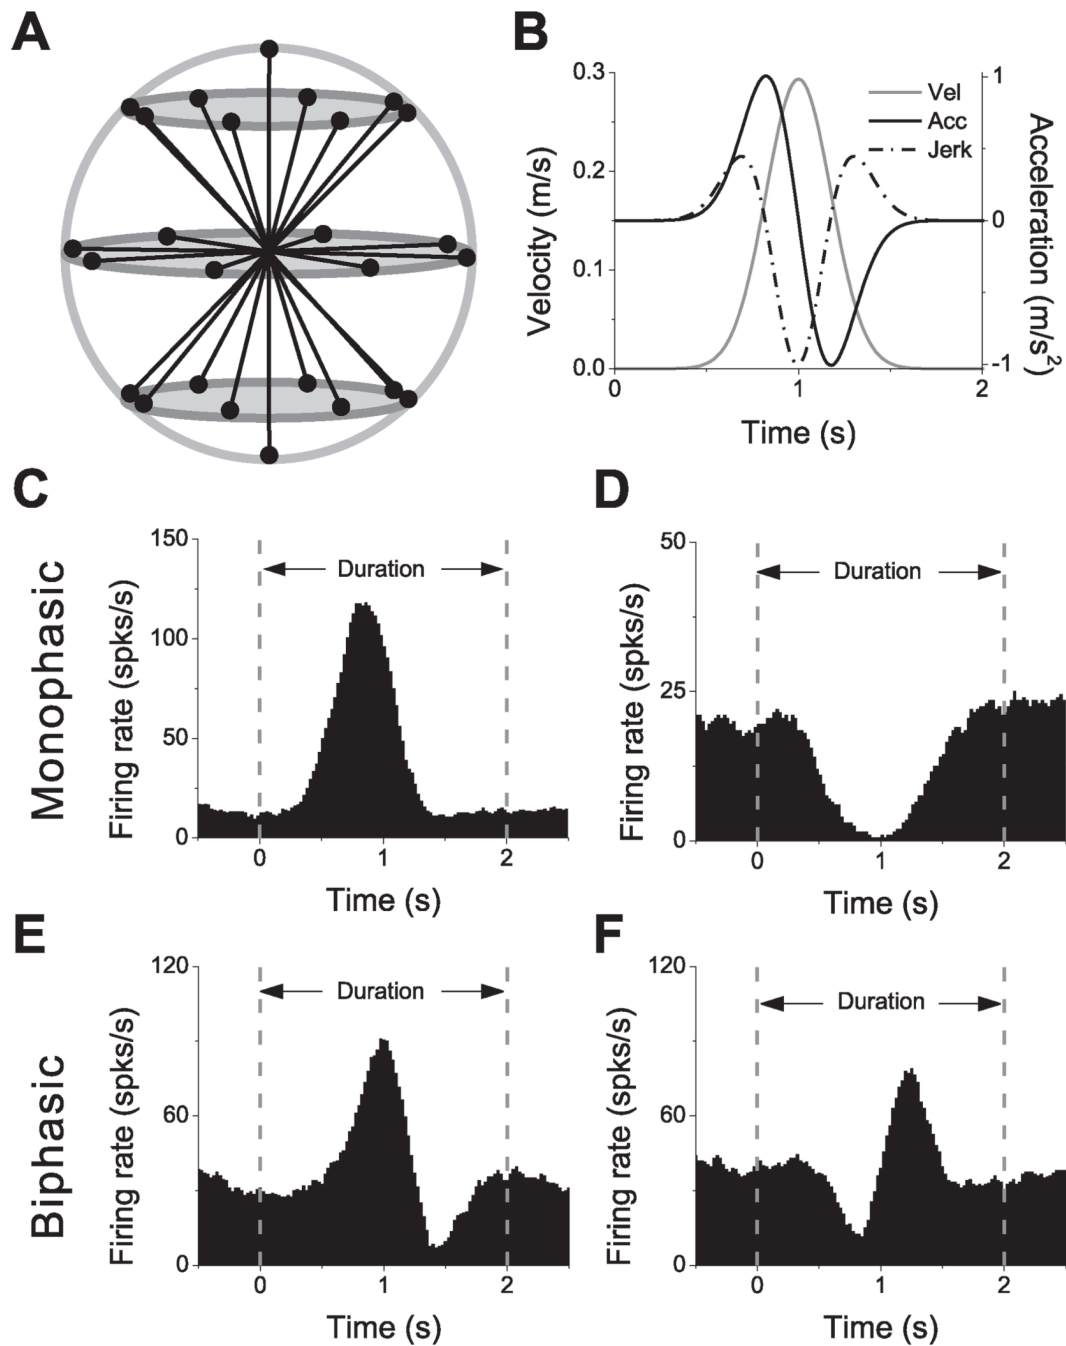 A
B
0.3
0.2
0.1
0.0
Velocity (m/s)
Vel
Acc
Jerk
1
0
-1
Acceleration (m/s²)
0
1
2
Time (s)
C
Monophasic
150
100
50
0
Firing rate (spks/s)
Duration
0
1
2
Time (s)
D
50
25
0
Firing rate (spks/s)
Duration
0
1
2
Time (s)
E
Biphasic
120
60
0
Firing rate (spks/s)
Duration
0
1
2
Time (s)
F
120
60
0
Firing rate (spks/s)
Duration
0
1
2
Time (s)